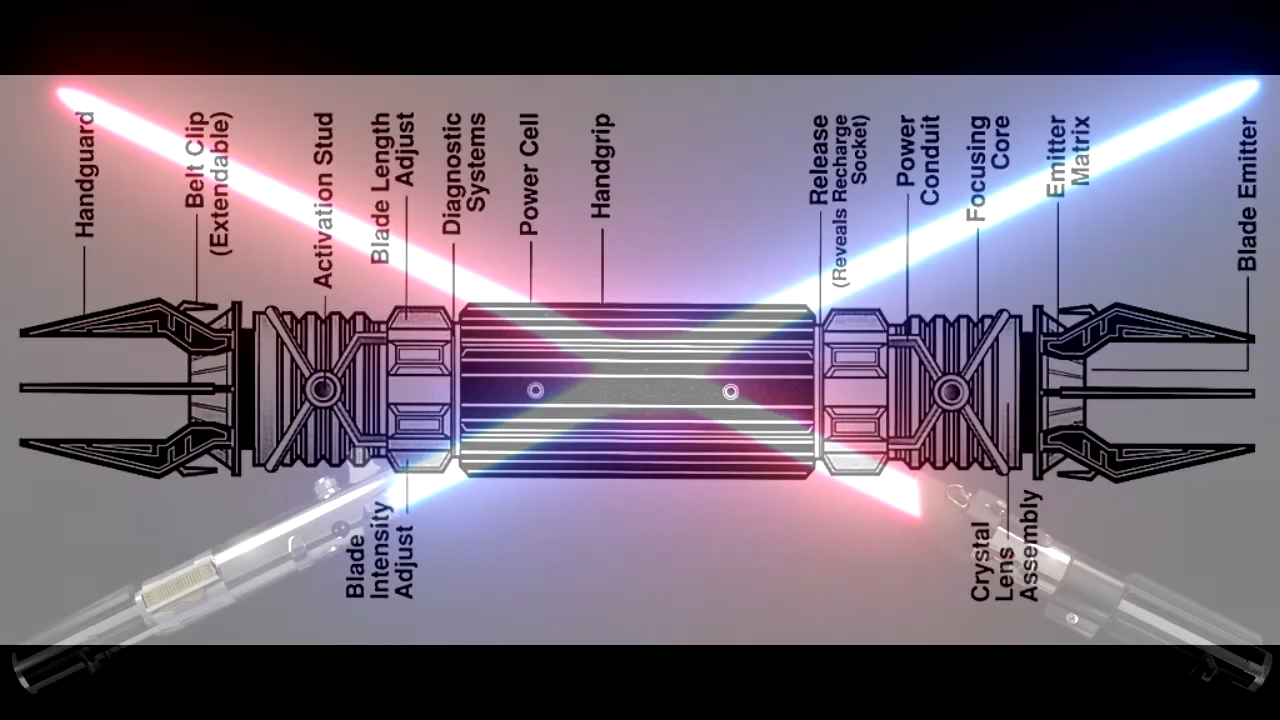 Handguard
Belt Clip
(Extendable)
Activation Stud
Blade Length
Adjust
Diagnostic
Systems
Power Cell
Handgrip
Release
(Reveals Recharge
Socket)
Power
Conduit
Focusing
Core
Emitter
Matrix
Blade Emitter
Blade
Intensity
Adjust
Crystal
Lens
Assembly